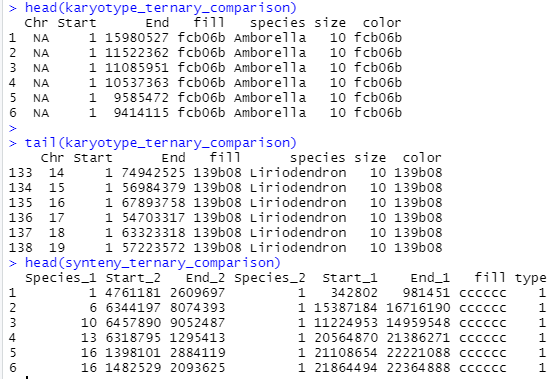 > head(karyotype_ternary_comparison)
  Chr Start      End   fill   species size  color
1  NA     1 15980527 fcb06b Amborella   10 fcb06b
2  NA     1 11522362 fcb06b Amborella   10 fcb06b
3  NA     1 11085951 fcb06b Amborella   10 fcb06b
4  NA     1 10537363 fcb06b Amborella   10 fcb06b
5  NA     1  9585472 fcb06b Amborella   10 fcb06b
6  NA     1  9414115 fcb06b Amborella   10 fcb06b
>
> tail(karyotype_ternary_comparison)
    Chr Start      End   fill      species size  color
133  14     1 74942525 139b08 Liriodendron   10 139b08
134  15     1 56984379 139b08 Liriodendron   10 139b08
135  16     1 67893758 139b08 Liriodendron   10 139b08
136  17     1 54703317 139b08 Liriodendron   10 139b08
137  18     1 63323318 139b08 Liriodendron   10 139b08
138  19     1 57223572 139b08 Liriodendron   10 139b08
> head(synteny_ternary_comparison)
  Species_1 Start_2   End_2 Species_2  Start_1    End_1   fill type
1         1 4761181 2609697         1   342802   981451 cccccc    1
2         6 6344197 8074393         1 15387184 16716190 cccccc    1
3        10 6457890 9052487         1 11224953 14959548 cccccc    1
4        13 6318795 1295413         1 20564870 21386271 cccccc    1
5        16 1398101 2884119         1 21108654 22221088 cccccc    1
6        16 1482529 2093625         1 21864494 22364888 cccccc    1